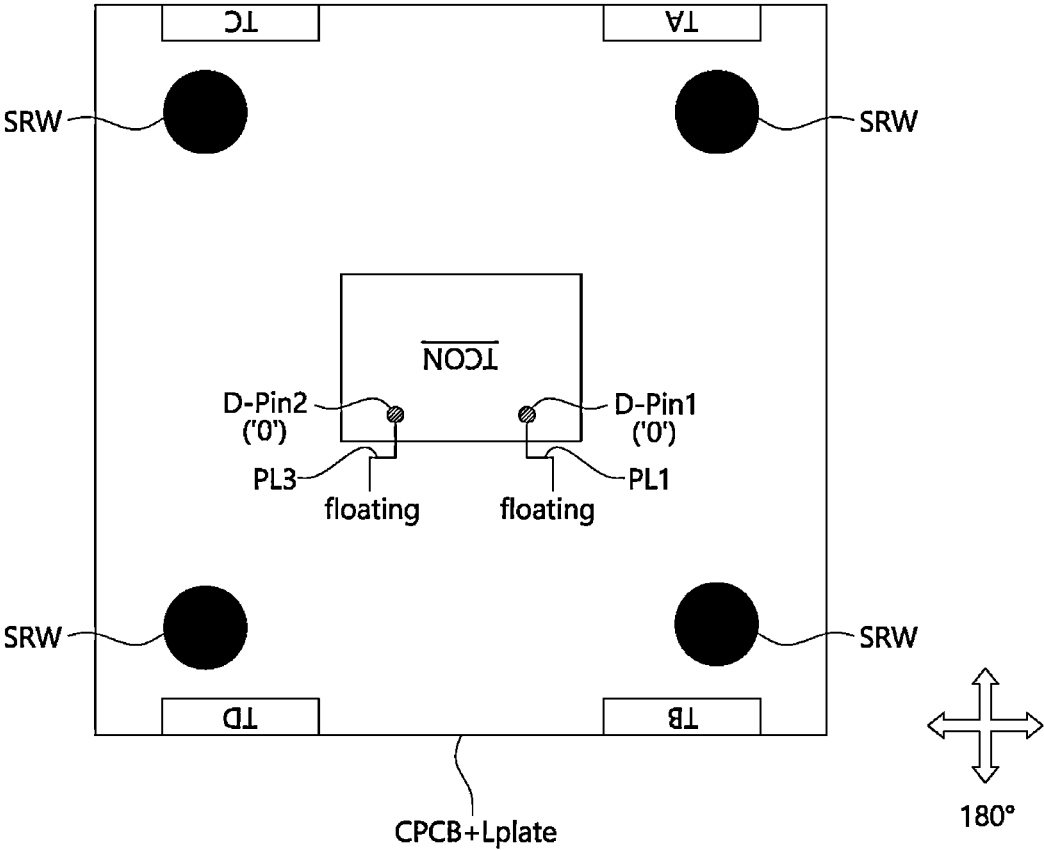 TC
TA
SRW
SRW
TCON
D-Pin2
('0')
D-Pin1
('0')
PL3
PL1
floating
floating
SRW
SRW
TD
TB
CPCB+Lplate
180°